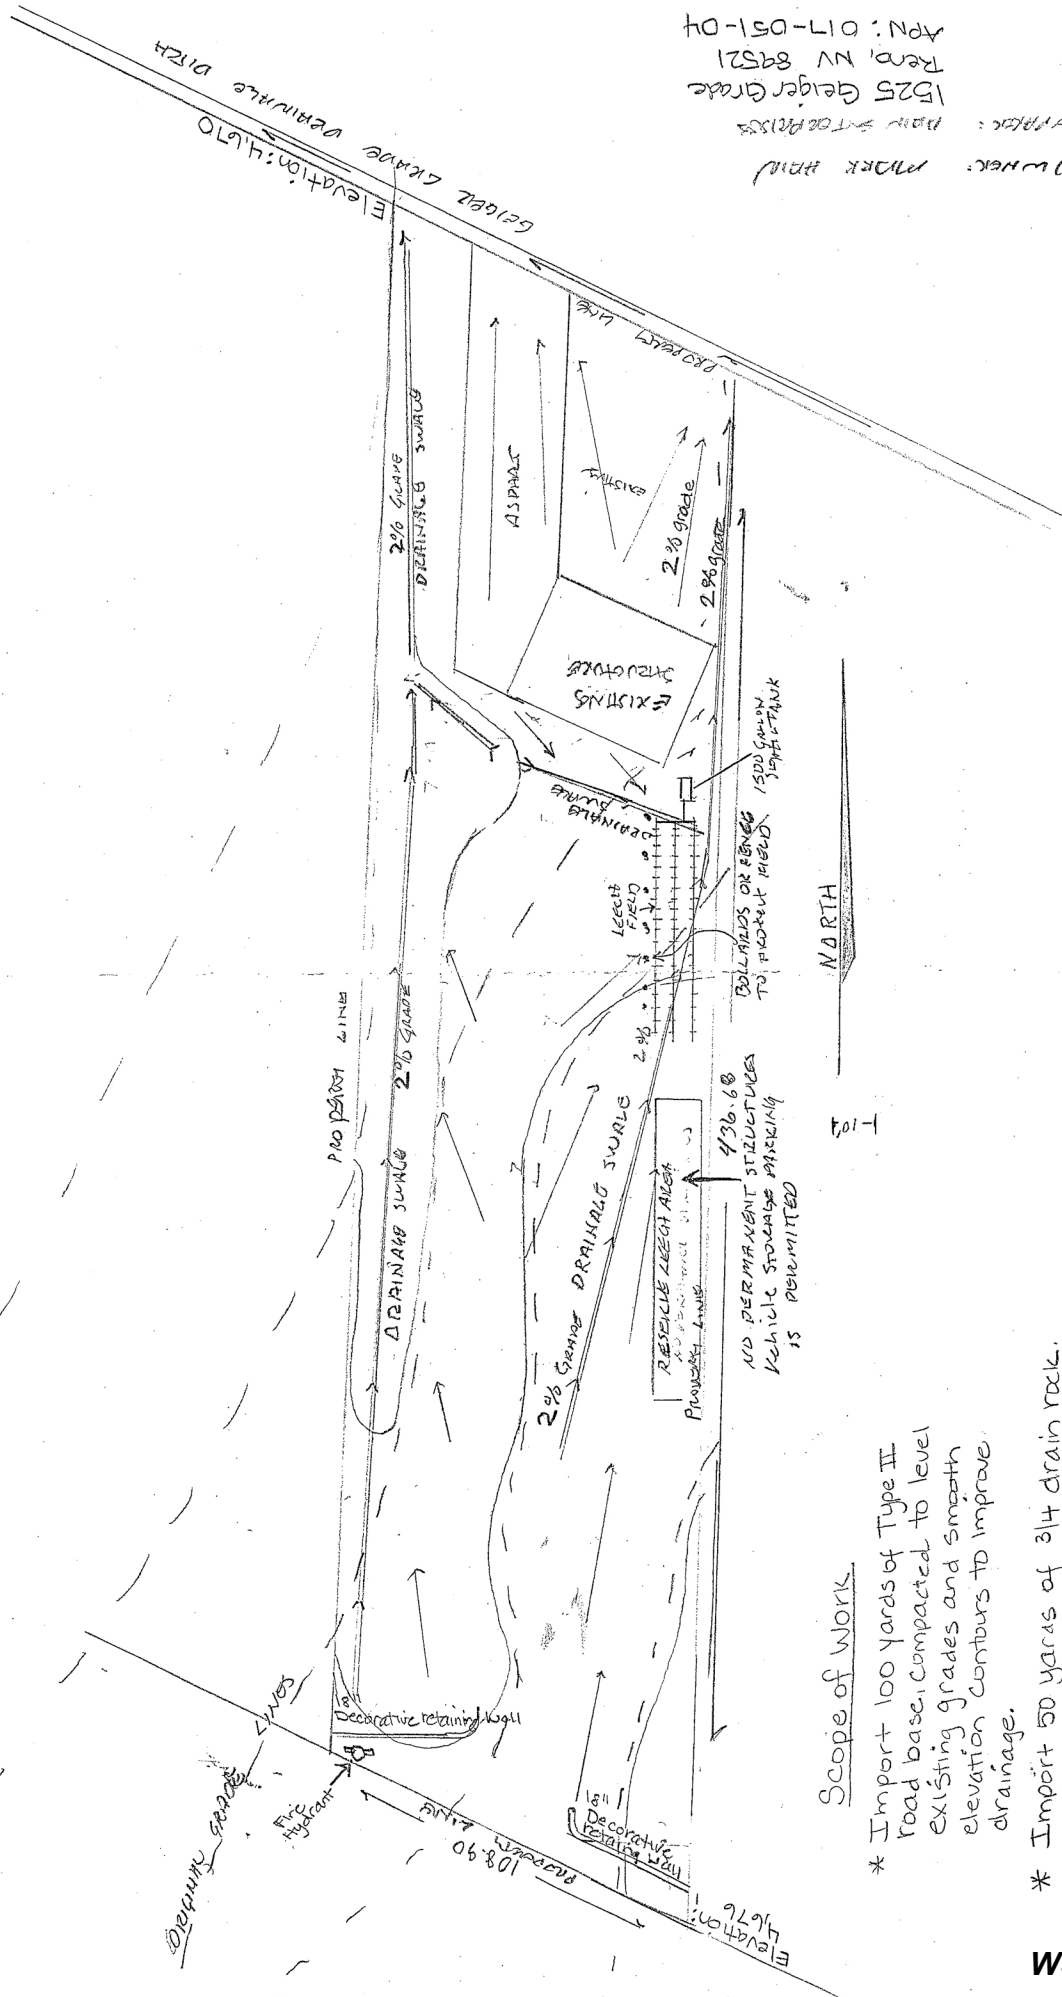 1525 Geiger Grade
Reno, NV 89521
APN: 017-051-04
OWNER: MARK
DRAINAGE DITCH
GEIGER GRADE
Elevation: 4,670
PROPERTY LINE
2% GRADE
DRAINAGE SWALE
ASPHALT
EXISTING
2% grade
2% grade
EXISTING
STRUCTURE
DRAINAGE
SWALE
LEECH
FIELD
1500 GALLON
SEPTIC TANK
BOLLARDS OR FENCE
TO PROTECT FIELD
NORTH
PROPERTY LINE
2% GRADE
DRAINAGE SWALE
2%
2% GRADE DRAINAGE SWALE
RESERVE LEECH AREA
PROPERTY LINE
436.68
NO PERMANENT STRUCTURES
Vehicle STORAGE PARKING
IS PERMITTED
18"
Decorative retaining wall
Fire
Hydrant
ORIGINAL GRADE LINES
PROPERTY LINE
108.90
18"
Decorative
retaining wall
Elevation:
4,676
Scope of Work
* Import 100 yards of Type II
road base, compacted to level
existing grades and smooth
elevation contours to improve
drainage.
* Import 50 yards of 3/4 drain rock.
W